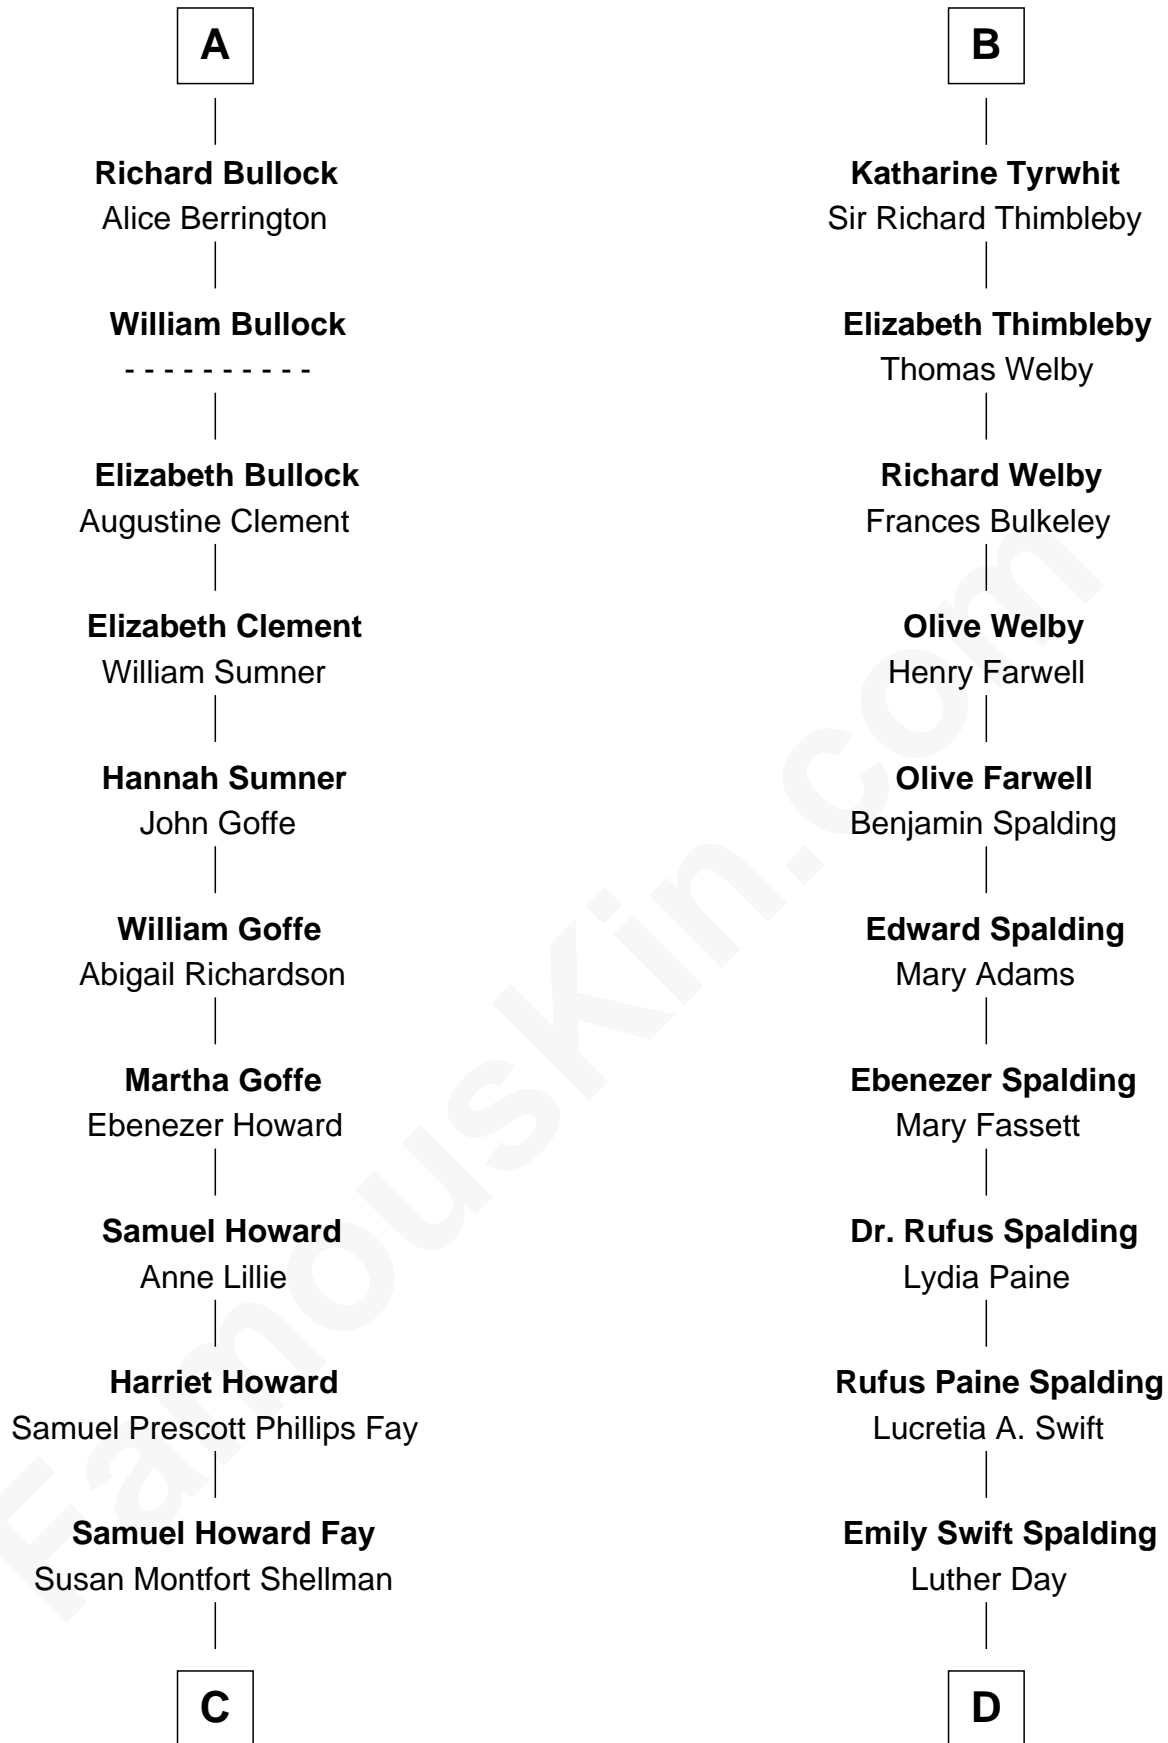 A
Richard Bullock
Alice Berrington
William Bullock
- - - - - - - - - -
Elizabeth Bullock
Augustine Clement
Elizabeth Clement
William Sumner
Hannah Sumner
John Goffe
William Goffe
Abigail Richardson
Martha Goffe
Ebenezer Howard
Samuel Howard
Anne Lillie
Harriet Howard
Samuel Prescott Phillips Fay
Samuel Howard Fay
Susan Montfort Shellman
C
B
Katharine Tyrwhit
Sir Richard Thimbleby
Elizabeth Thimbleby
Thomas Welby
Richard Welby
Frances Bulkeley
Olive Welby
Henry Farwell
Olive Farwell
Benjamin Spalding
Edward Spalding
Mary Adams
Ebenezer Spalding
Mary Fassett
Dr. Rufus Spalding
Lydia Paine
Rufus Paine Spalding
Lucretia A. Swift
Emily Swift Spalding
Luther Day
D
FamousKin.com